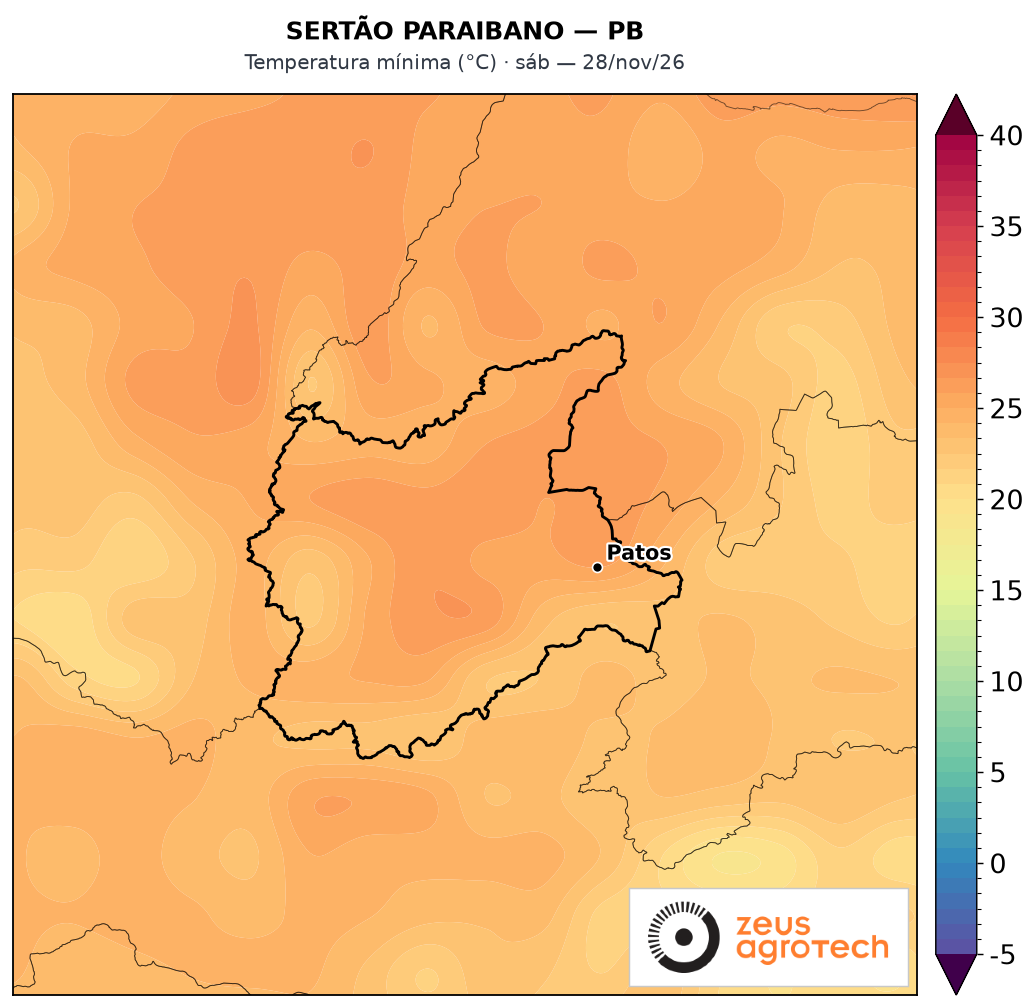 SERTÃO PARAIBANO — PB
Temperatura mínima (°C) · sáb — 28/nov/26
40
35
30
25
20
15
10
5
0
-5
Patos
zeus
agrotech